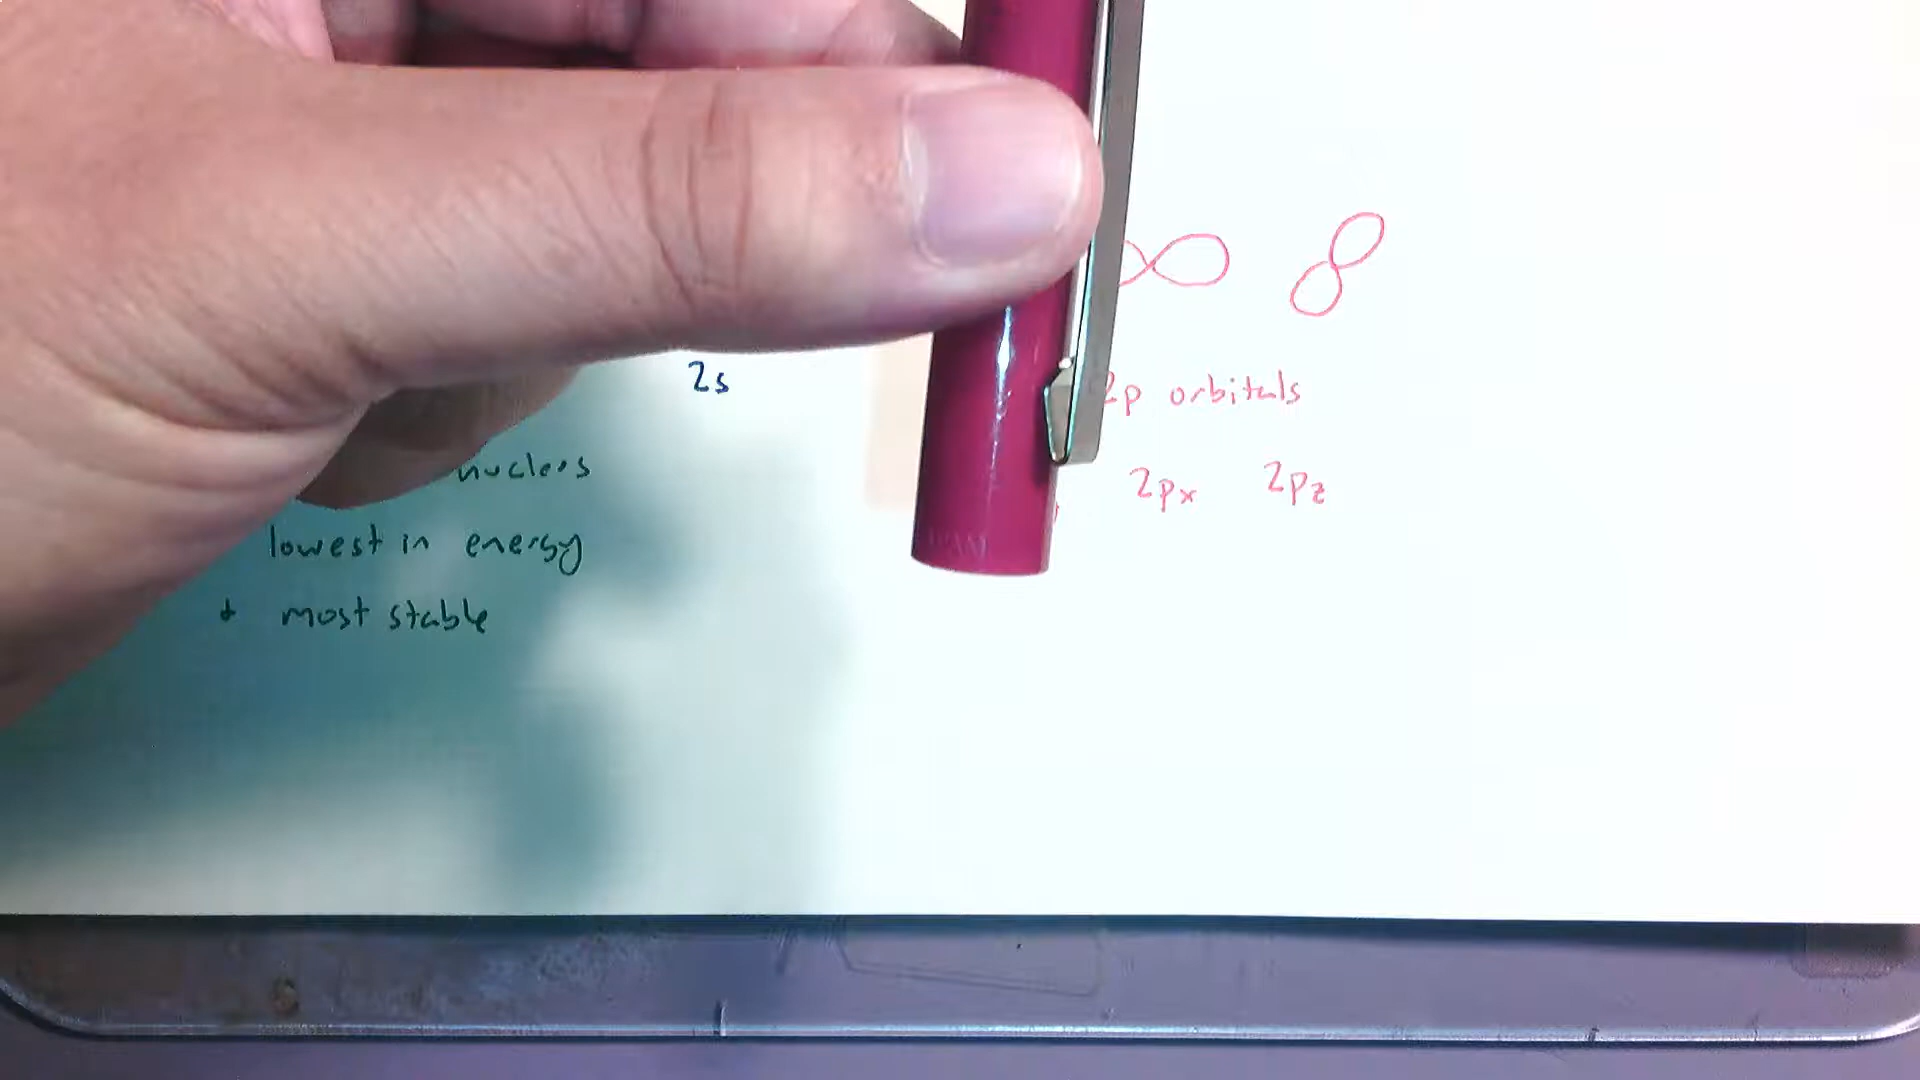 2s
2p orbitals
2px 2pz
nucleus
lowest in energy
+ most stable